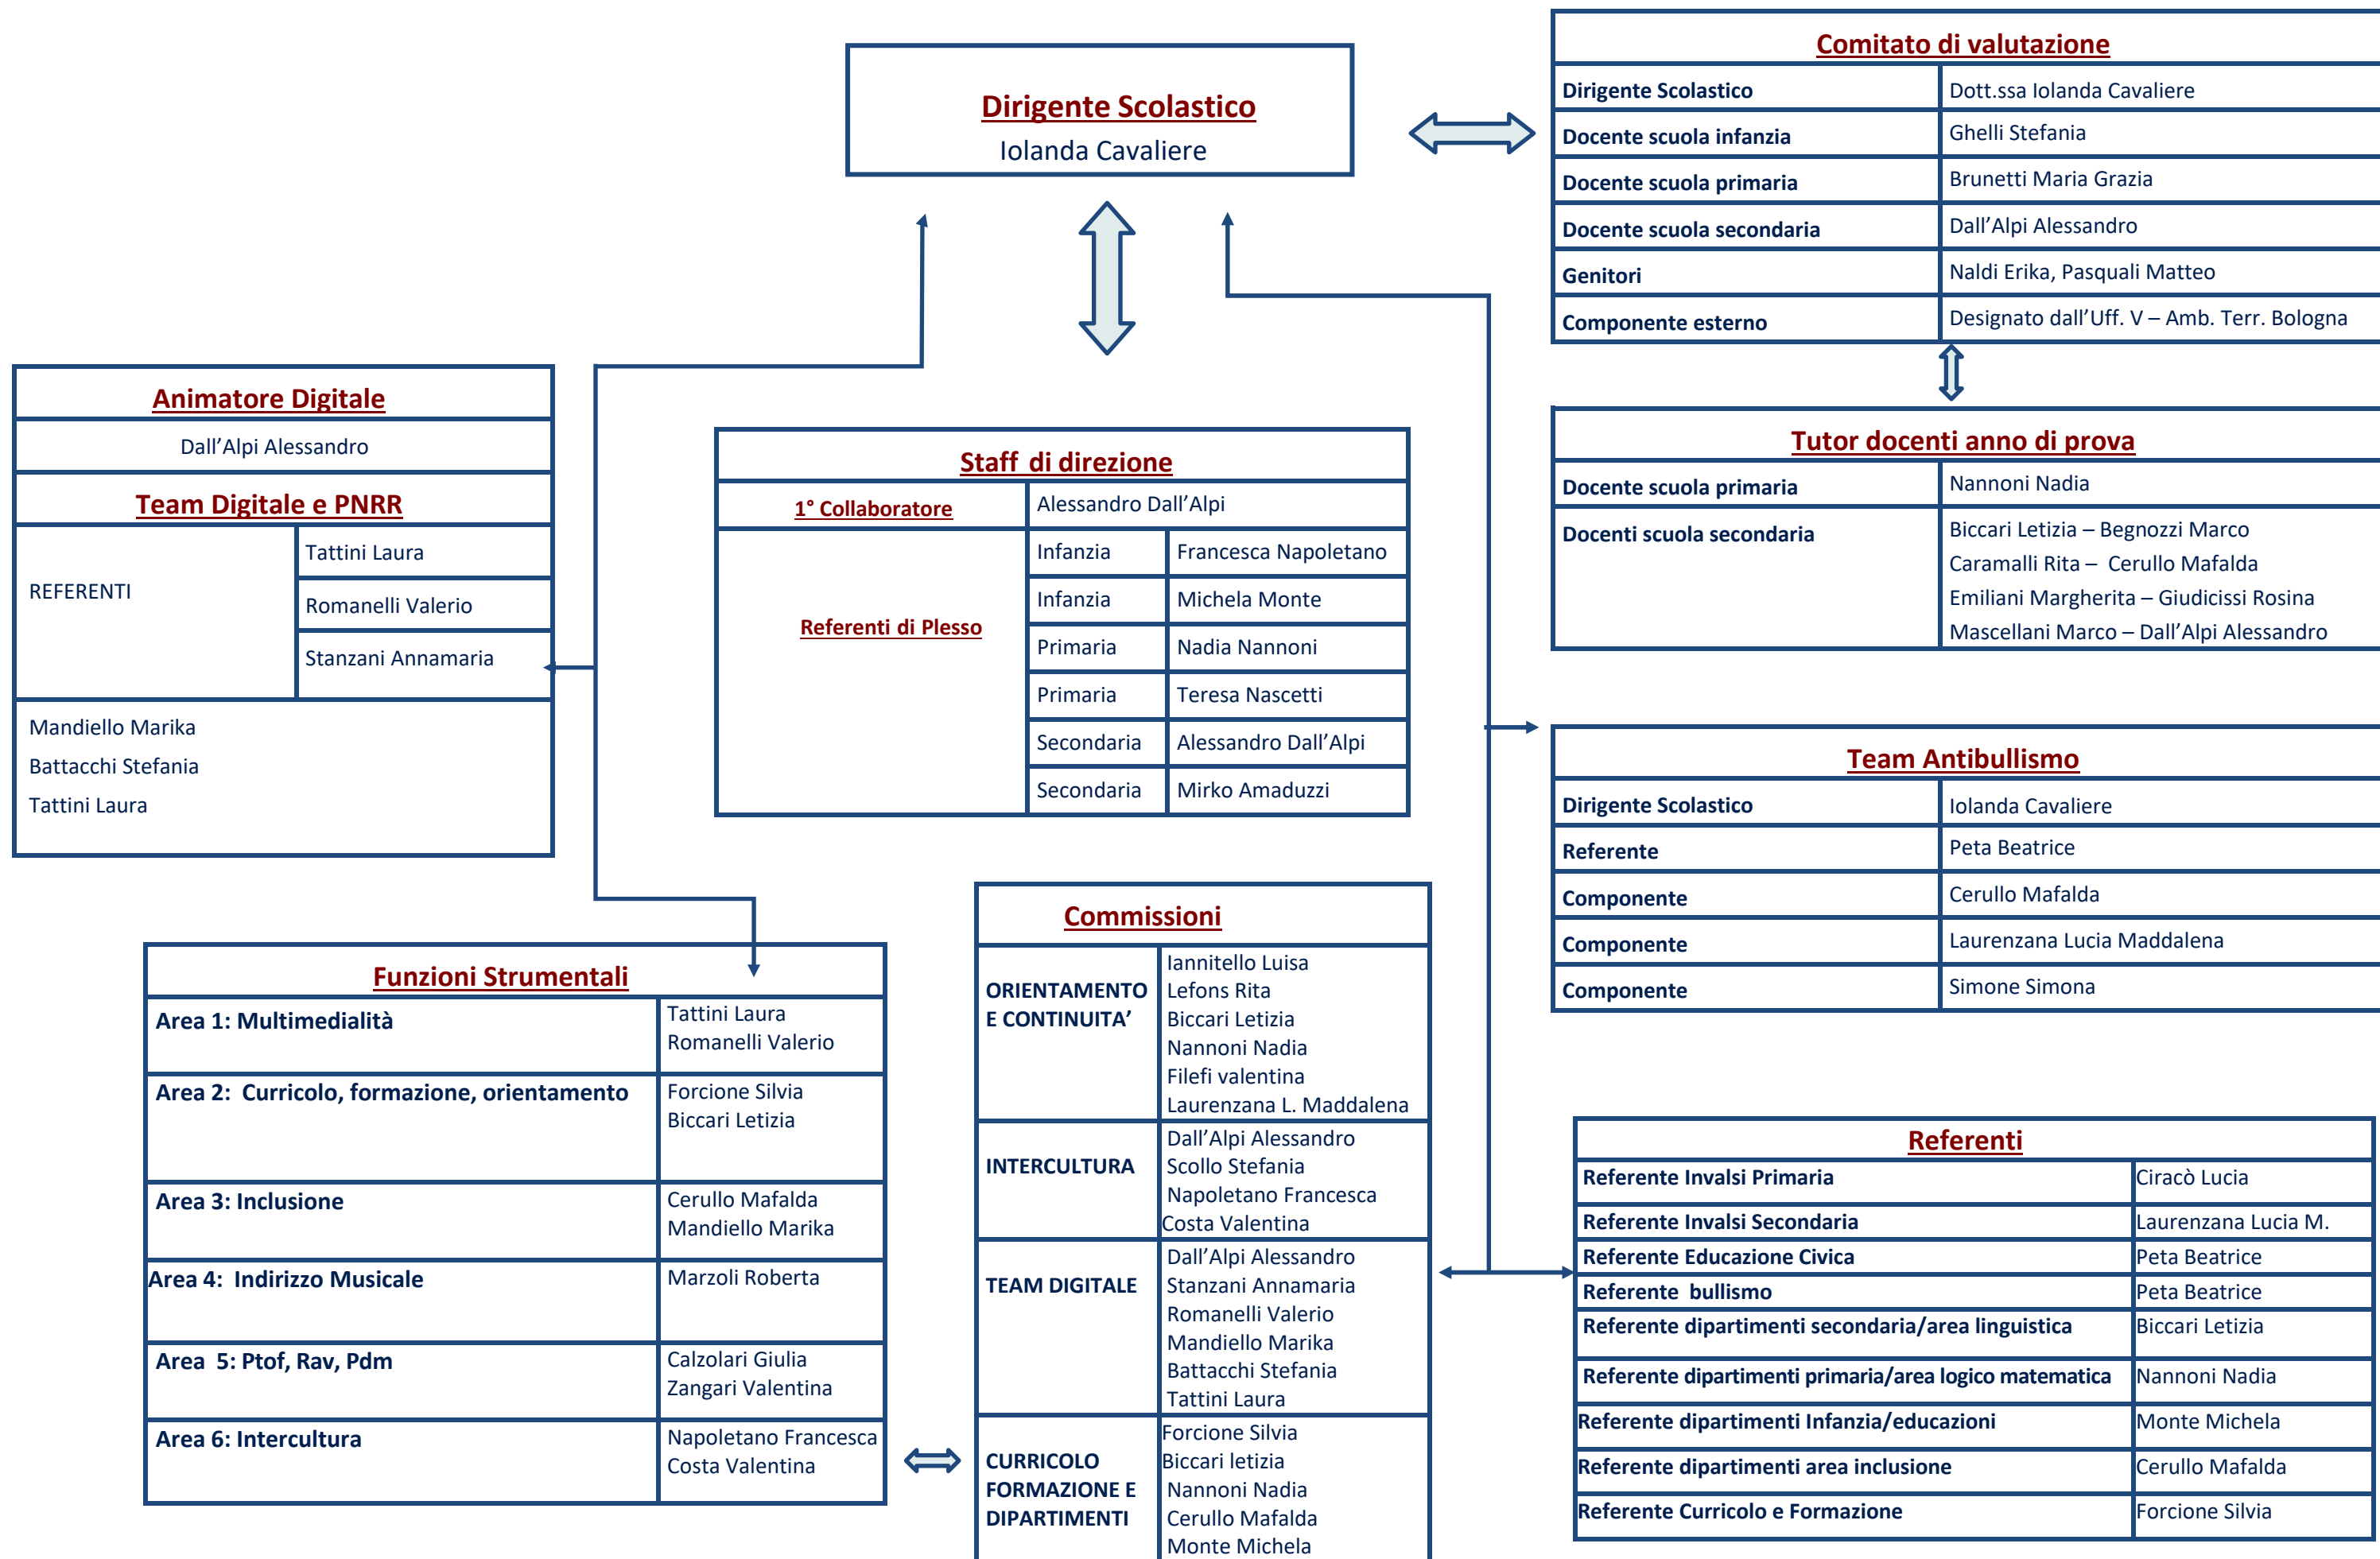 Dirigente Scolastico
Iolanda Cavaliere
Comitato di valutazione
Dirigente Scolastico Dott.ssa Iolanda Cavaliere
Docente scuola infanzia Ghelli Stefania
Docente scuola primaria Brunetti Maria Grazia
Docente scuola secondaria Dall’Alpi Alessandro
Genitori Naldi Erika, Pasquali Matteo
Componente esterno Designato dall’Uff. V – Amb. Terr. Bologna
Animatore Digitale
Dall’Alpi Alessandro
Team Digitale e PNRR
REFERENTI
Tattini Laura
Romanelli Valerio
Stanzani Annamaria
Mandiello Marika
Battacchi Stefania
Tattini Laura
Staff di direzione
1° Collaboratore Alessandro Dall’Alpi
Referenti di Plesso
Infanzia Francesca Napoletano
Infanzia Michela Monte
Primaria Nadia Nannoni
Primaria Teresa Nascetti
Secondaria Alessandro Dall’Alpi
Secondaria Mirko Amaduzzi
Tutor docenti anno di prova
Docente scuola primaria Nannoni Nadia
Docenti scuola secondaria Biccari Letizia – Begnozzi Marco
Caramalli Rita – Cerullo Mafalda
Emiliani Margherita – Giudicissi Rosina
Mascellani Marco – Dall’Alpi Alessandro
Team Antibullismo
Dirigente Scolastico Iolanda Cavaliere
Referente Peta Beatrice
Componente Cerullo Mafalda
Componente Laurenzana Lucia Maddalena
Componente Simone Simona
Funzioni Strumentali
Area 1: Multimedialità Tattini Laura
Romanelli Valerio
Area 2: Curricolo, formazione, orientamento Forcione Silvia
Biccari Letizia
Area 3: Inclusione Cerullo Mafalda
Mandiello Marika
Area 4: Indirizzo Musicale Marzoli Roberta
Area 5: Ptof, Rav, Pdm Calzolari Giulia
Zangari Valentina
Area 6: Intercultura Napoletano Francesca
Costa Valentina
Commissioni
ORIENTAMENTO
E CONTINUITA’
Iannitello Luisa
Lefons Rita
Biccari Letizia
Nannoni Nadia
Filefi valentina
Laurenzana L. Maddalena
INTERCULTURA
Dall’Alpi Alessandro
Scollo Stefania
Napoletano Francesca
Costa Valentina
TEAM DIGITALE
Dall’Alpi Alessandro
Stanzani Annamaria
Romanelli Valerio
Mandiello Marika
Battacchi Stefania
Tattini Laura
CURRICOLO
FORMAZIONE E
DIPARTIMENTI
Forcione Silvia
Biccari letizia
Nannoni Nadia
Cerullo Mafalda
Monte Michela
Referenti
Referente Invalsi Primaria Ciracò Lucia
Referente Invalsi Secondaria Laurenzana Lucia M.
Referente Educazione Civica Peta Beatrice
Referente bullismo Peta Beatrice
Referente dipartimenti secondaria/area linguistica Biccari Letizia
Referente dipartimenti primaria/area logico matematica Nannoni Nadia
Referente dipartimenti Infanzia/educazioni Monte Michela
Referente dipartimenti area inclusione Cerullo Mafalda
Referente Curricolo e Formazione Forcione Silvia